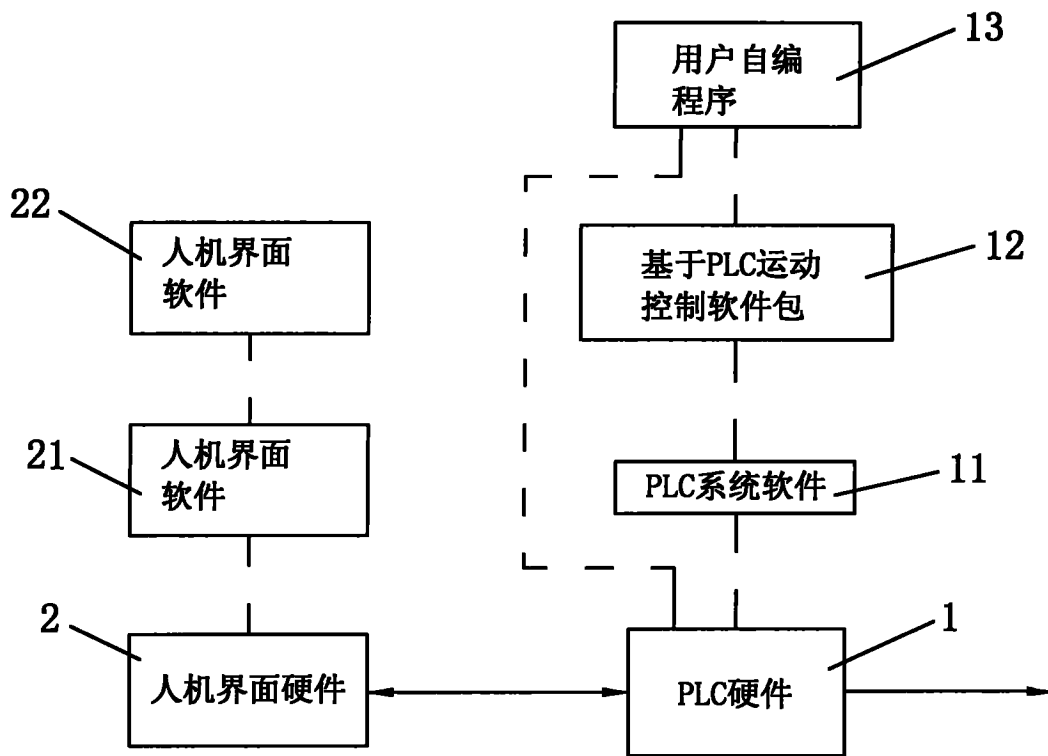 13
用户自编
程序
22
人机界面
软件
12
基于PLC运动
控制软件包
21
人机界面
软件
11
PLC系统软件
2
人机界面硬件
1
PLC硬件